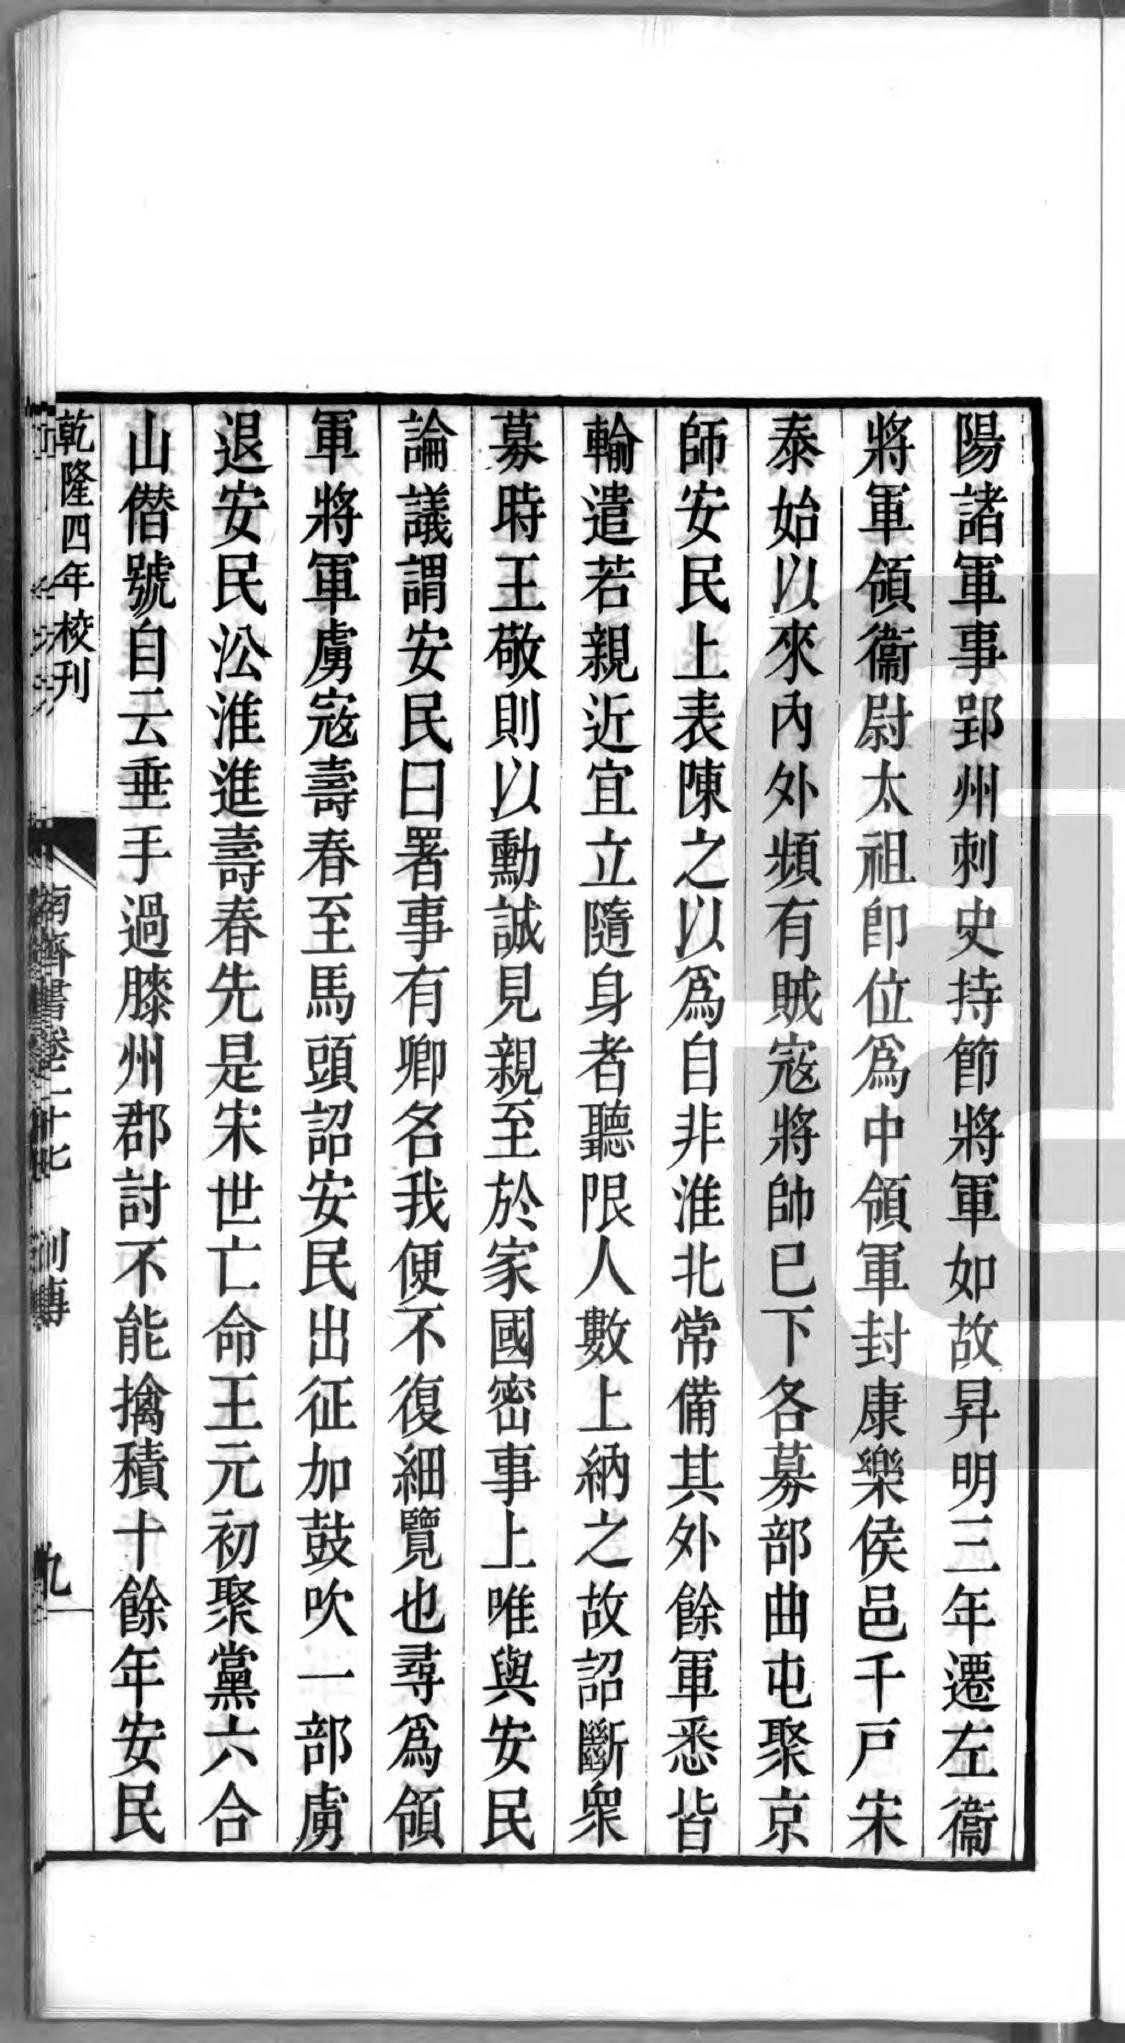 陽諸軍事郢州刺史持節將軍如故昇明三年遷左衞
將軍領衞尉太祖卽位爲中領軍封康樂侯邑千戸宋
泰始以來內外頻有賊宼將帥已下各募部曲屯聚京
師安民上表陳之以爲自非淮北常備其外餘軍悉皆
輸遣若親近宜立隨身者聽限人數上納之故詔斷衆
募時王敬則以勳誠見親至於家國密事上唯與安民
論議謂安民曰署事有卿名我便不復細覽也尋爲領
軍將軍虜宼壽春至馬頭詔安民出征加鼓吹一部虜
退安民㳂淮進壽春先是宋世亡命王元初聚黨六合
山僭號自云垂手過膝州郡討不能擒積十餘年安民
乾隆四年校刊
南齊書卷二十七 列傳 九